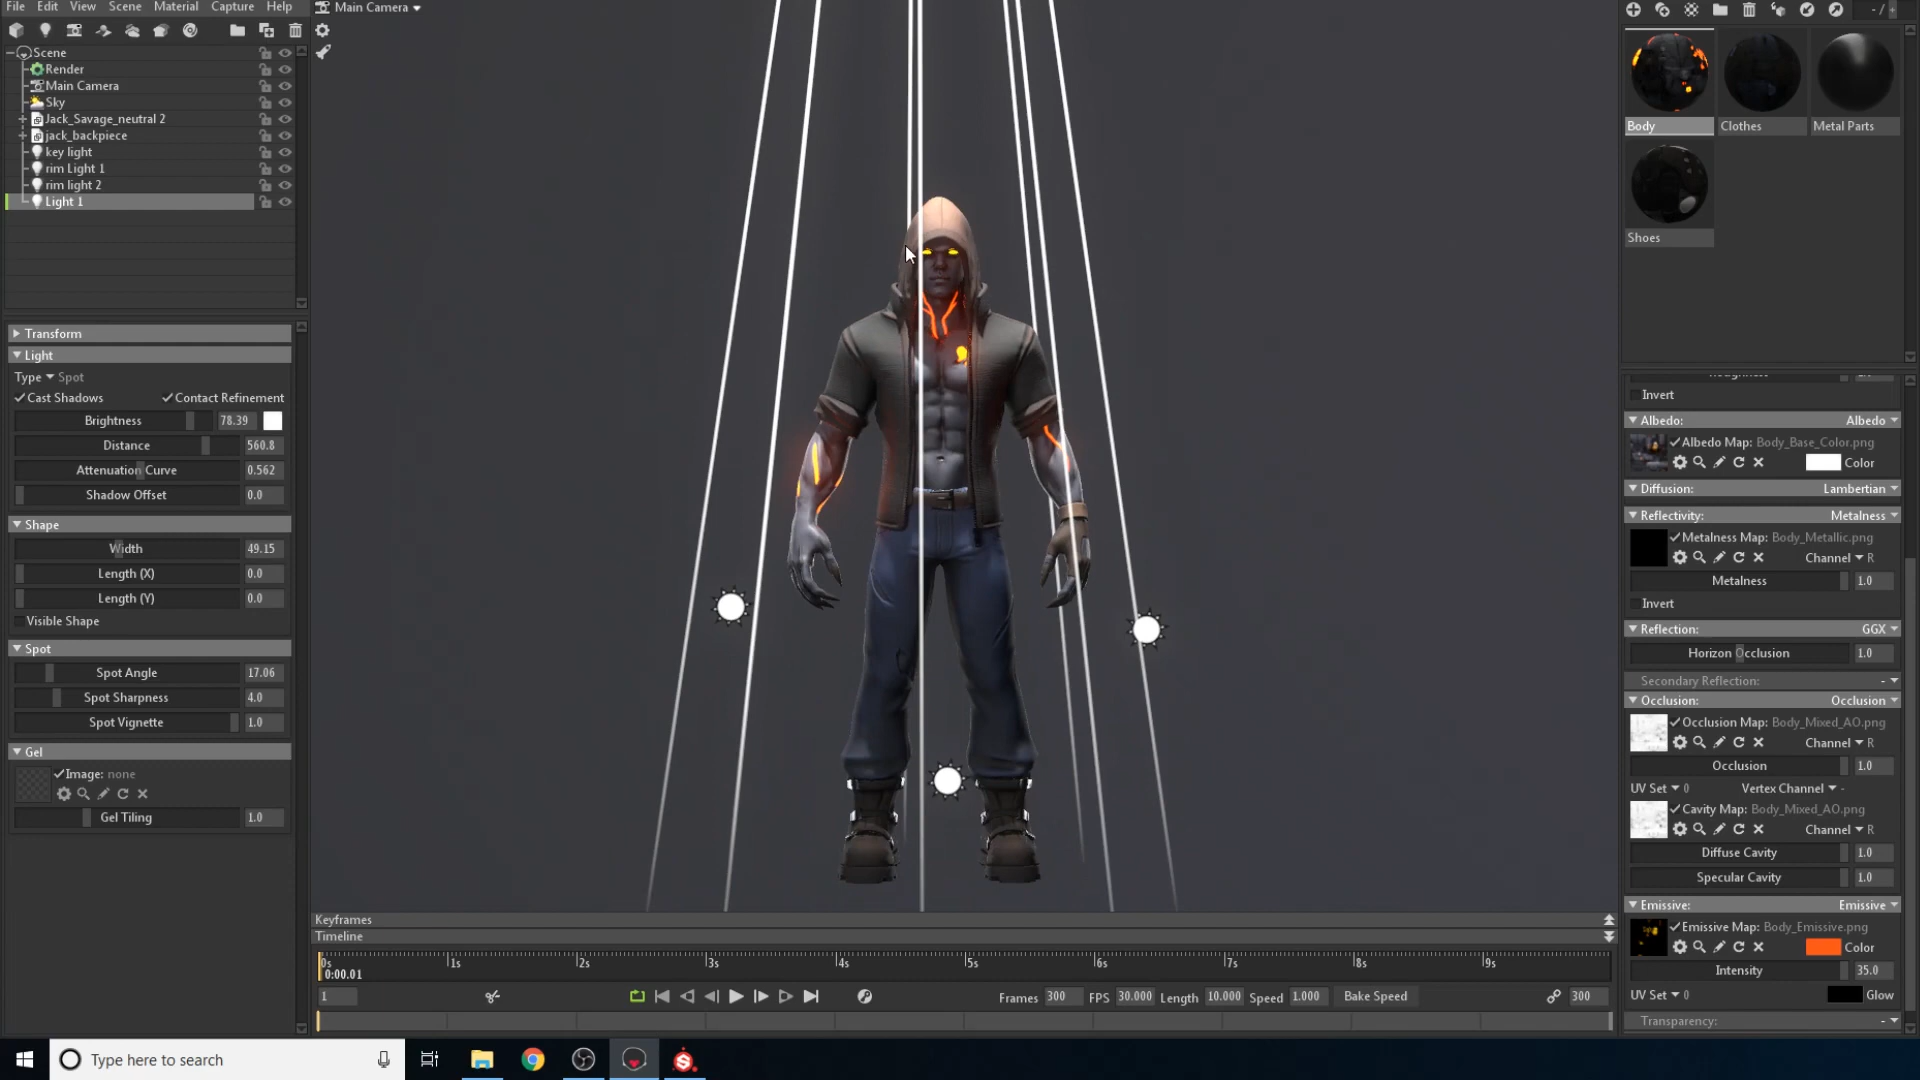 File Edit View Scene Material Capture Help
Main Camera
- / +
Scene
Render
Main Camera
Sky
Jack_Savage_neutral 2
jack_backpiece
key light
rim Light 1
rim light 2
Light 1
Body
Clothes
Metal Parts
Shoes
Transform
Light
Type Spot
Cast Shadows Contact Refinement
Brightness 78.39
Distance 560.8
Attenuation Curve 0.562
Shadow Offset 0.0
Shape
Width 49.15
Length (X) 0.0
Length (Y) 0.0
Visible Shape
Spot
Spot Angle 17.06
Spot Sharpness 4.0
Spot Vignette 1.0
Gel
Image: none
Gel Tiling 1.0
Invert
Albedo: Albedo
Albedo Map: Body_Base_Color.png
Color
Diffusion: Lambertian
Reflectivity: Metalness
Metalness Map: Body_Metallic.png
Channel R
Metalness 1.0
Invert
Reflection: GGX
Horizon Occlusion 1.0
Secondary Reflection: -
Occlusion: Occlusion
Occlusion Map: Body_Mixed_AO.png
Channel R
Occlusion 1.0
UV Set 0 Vertex Channel -
Cavity Map: Body_Mixed_AO.png
Channel R
Diffuse Cavity 1.0
Specular Cavity 1.0
Emissive: Emissive
Emissive Map: Body_Emissive.png
Color
Intensity 35.0
UV Set 0 Glow
Transparency: -
Keyframes
Timeline
0s 1s 2s 3s 4s 5s 6s 7s 8s 9s
0:00.01
1
Frames 300 FPS 30.000 Length 10.000 Speed 1.000 Bake Speed 300
Type here to search